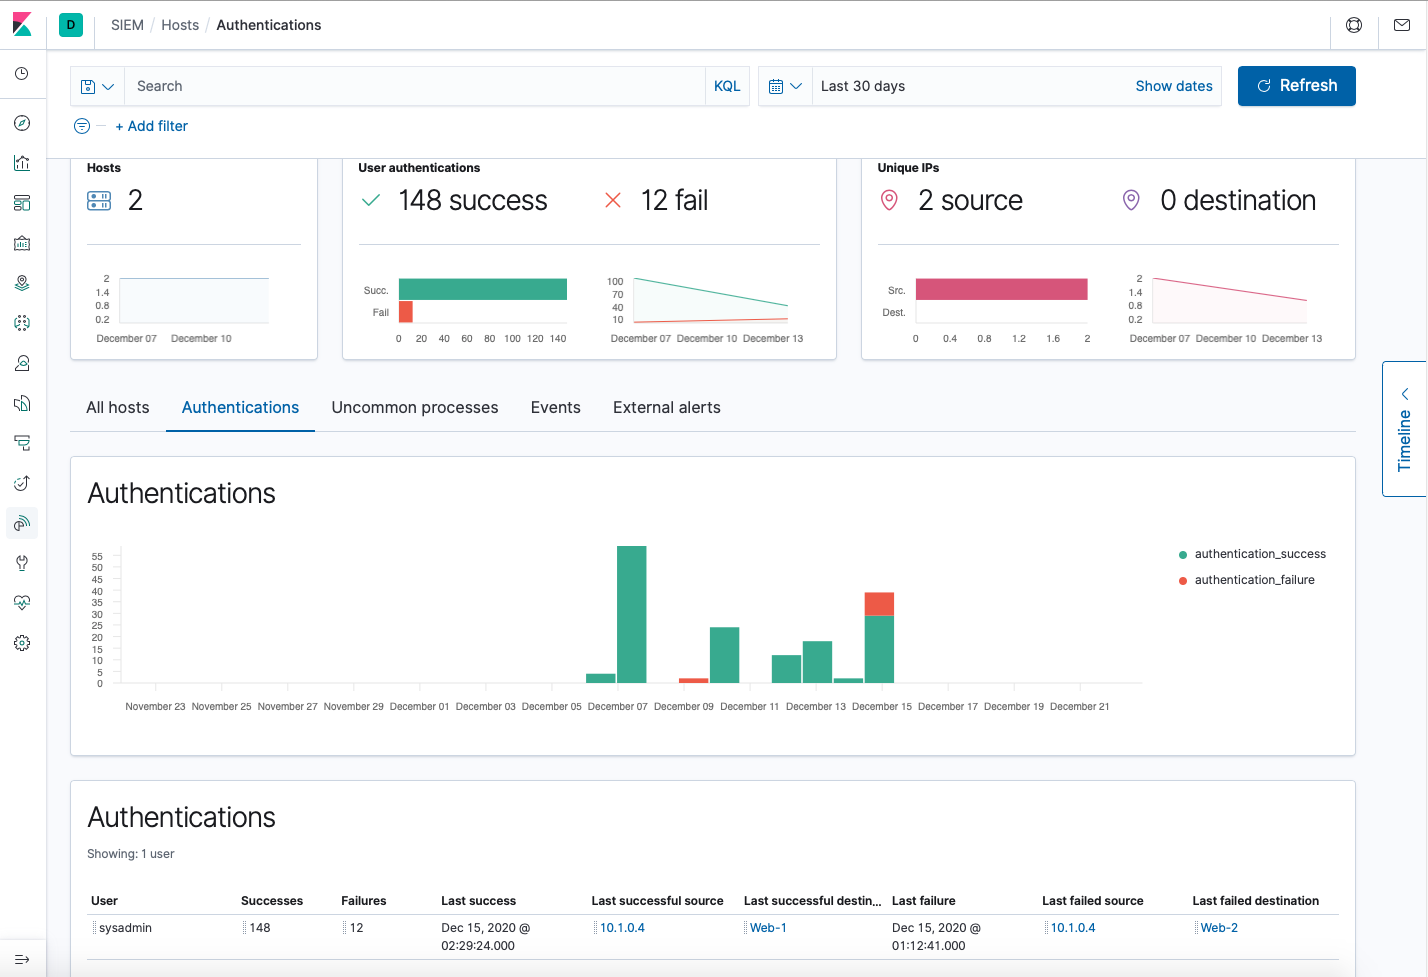 D SIEM / Hosts / Authentications
Search KQL Last 30 days Show dates Refresh
+ Add filter
Hosts
2
2
1.4
0.8
0.2
December 07 December 10
User authentications
148 success 12 fail
Succ.
Fail
0 20 40 60 80 100 120 140
100
70
40
10
December 07 December 10 December 13
Unique IPs
2 source 0 destination
Src.
Dest.
0 0.4 0.8 1.2 1.6 2
2
1.4
0.8
0.2
December 07 December 10 December 13
Timeline
All hosts Authentications Uncommon processes Events External alerts
Authentications
55
50
45
40
35
30
25
20
15
10
5
0
November 23 November 25 November 27 November 29 December 01 December 03 December 05 December 07 December 09 December 11 December 13 December 15 December 17 December 19 December 21
authentication_success
authentication_failure
Authentications
Showing: 1 user
User Successes Failures Last success Last successful source Last successful destin... Last failure Last failed source Last failed destination
sysadmin 148 12 Dec 15, 2020 @ 10.1.0.4 Web-1 Dec 15, 2020 @ 10.1.0.4 Web-2
02:29:24.000 01:12:41.000